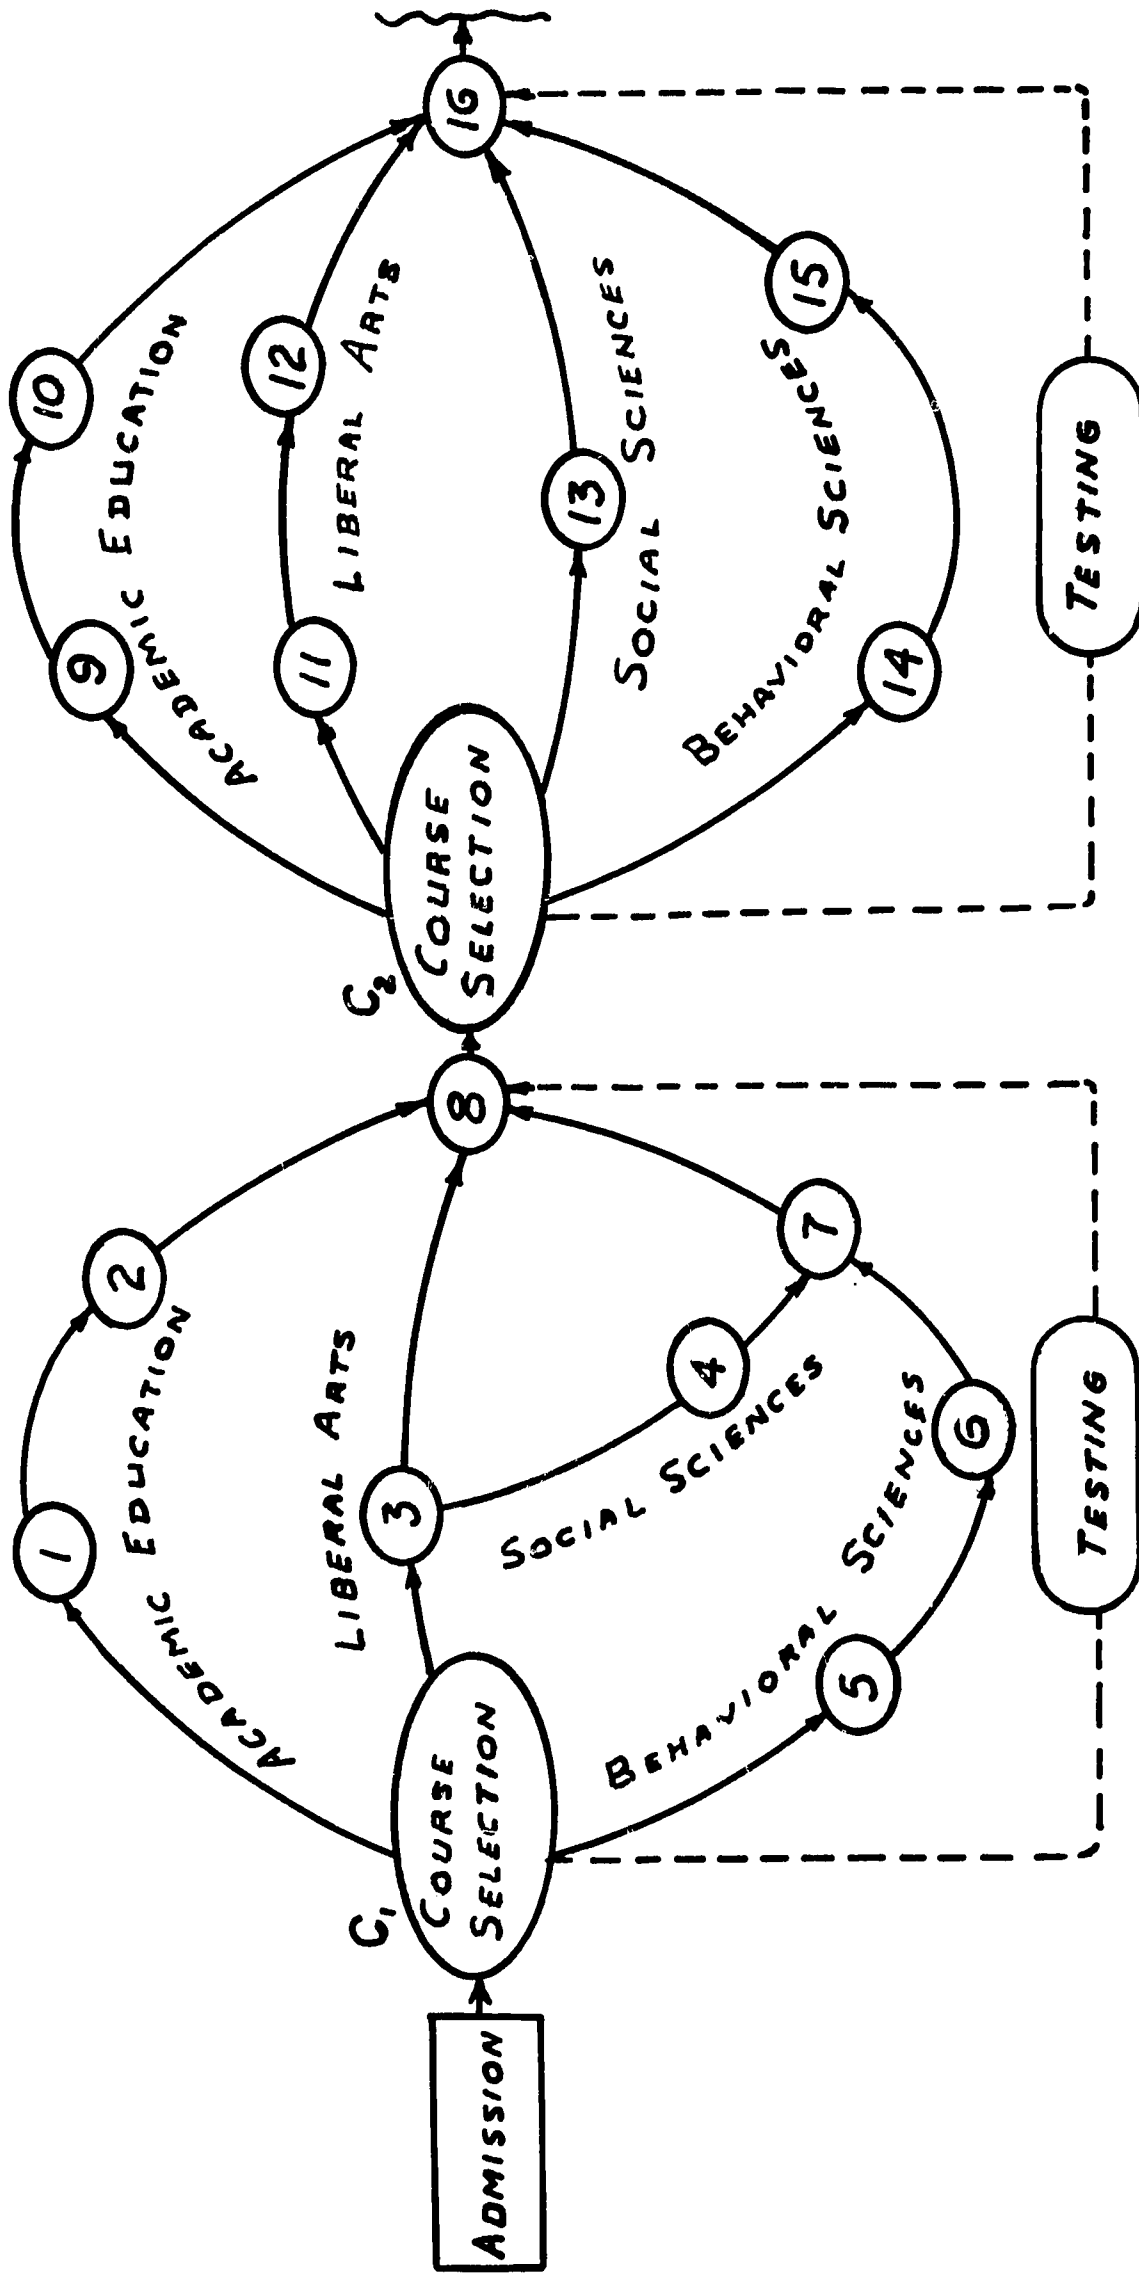 ADMISSION
C1
COURSE
SELECTION
ACADEMIC EDUCATION
1
2
LIBERAL ARTS
3
SOCIAL SCIENCES
4
BEHAVIORAL SCIENCES
5
6
7
8
TESTING
C2
COURSE
SELECTION
ACADEMIC EDUCATION
9
10
LIBERAL ARTS
11
12
SOCIAL SCIENCES
13
BEHAVIORAL SCIENCES
14
15
16
TESTING